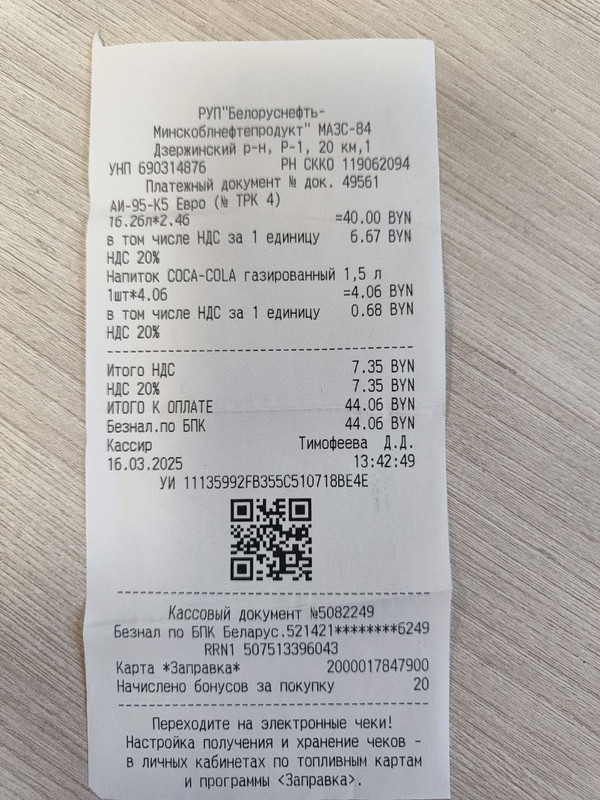 РУП"Белоруснефть-
Минскоблнефтепродукт" МАЗС-84
Дзержинский р-н, Р-1, 20 км,1
УНП 690314876 РН СККО 119062094
Платежный документ № док. 49561
АИ-95-К5 Евро (№ ТРК 4)
16.26л*2.46 =40.00 BYN
в том числе НДС за 1 единицу 6.67 BYN
НДС 20%
Напиток COCA-COLA газированный 1,5 л
1шт*4.06 =4.06 BYN
в том числе НДС за 1 единицу 0.68 BYN
НДС 20%
Итого НДС 7.35 BYN
НДС 20% 7.35 BYN
ИТОГО К ОПЛАТЕ 44.06 BYN
Безнал.по БПК 44.06 BYN
Кассир Тимофеева Д.Д.
16.03.2025 13:42:49
УИ 11135992FB355C510718BE4E
Кассовый документ №5082249
Безнал по БПК Беларус.521421********6249
RRN1 507513396043
Карта *Заправка* 2000017847900
Начислено бонусов за покупку 20
Переходите на электронные чеки!
Настройка получения и хранение чеков -
в личных кабинетах по топливным картам
и программы <Заправка>.